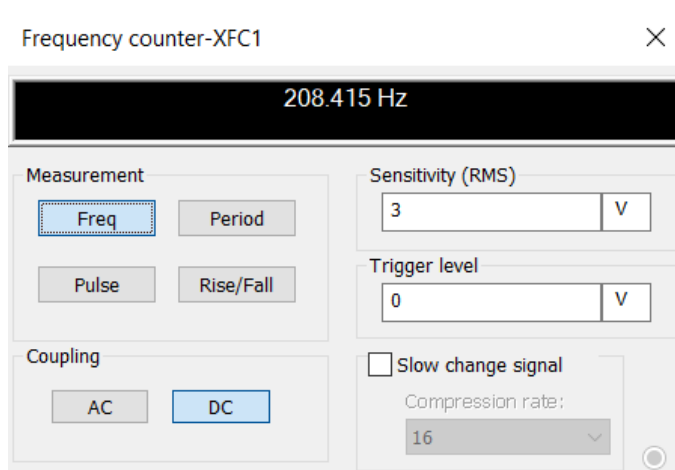 Frequency counter-XFC1
208.415 Hz
Measurement
Freq Period
Pulse Rise/Fall
Sensitivity (RMS)
3 V
Trigger level
0 V
Coupling
AC DC
Slow change signal
Compression rate:
16